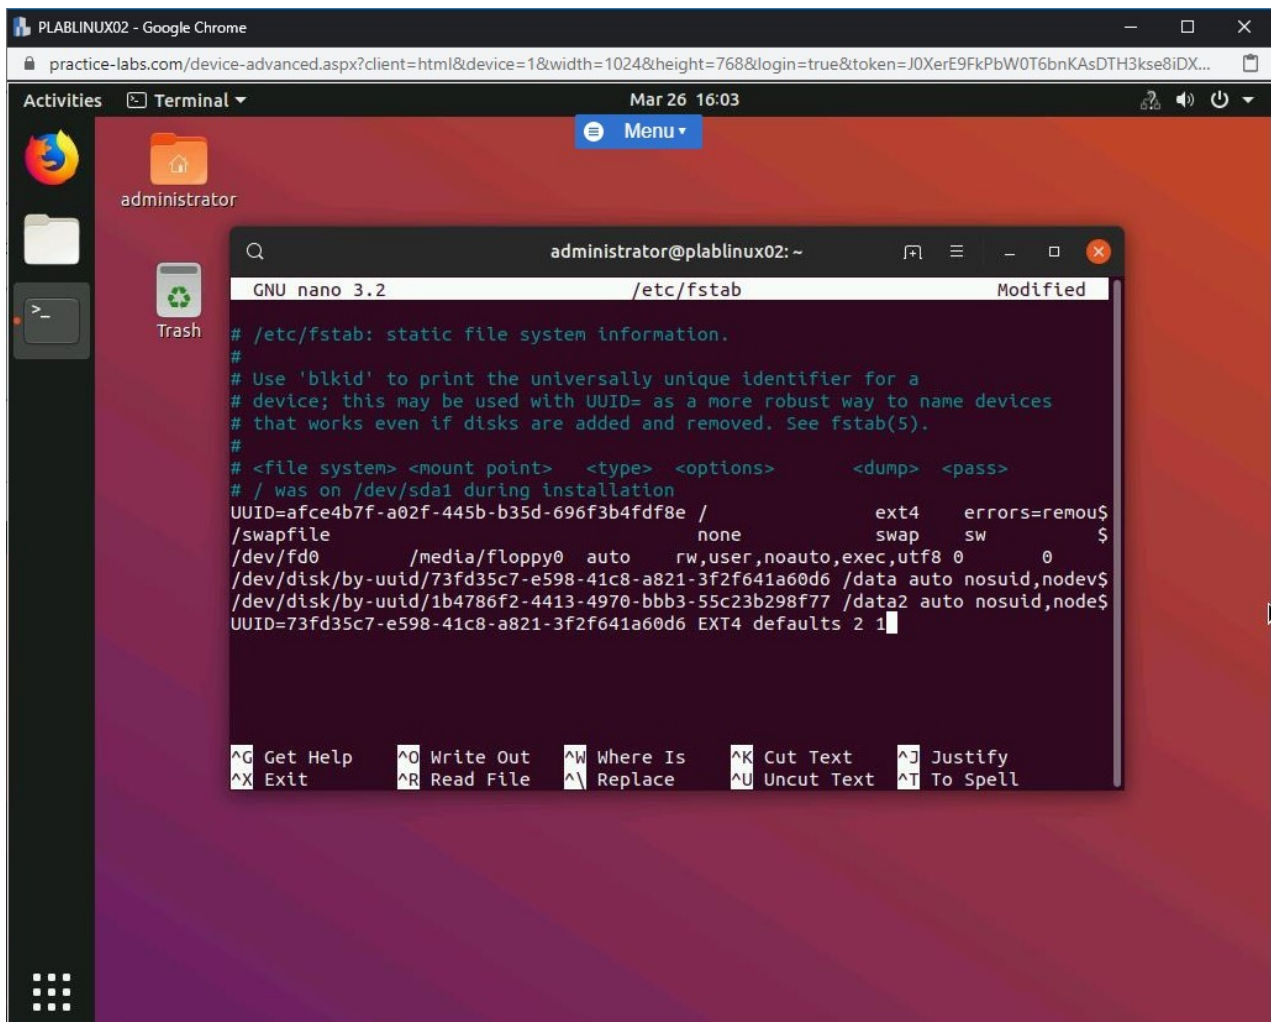 PLABLINUX02 - Google Chrome
practice-labs.com/device-advanced.aspx?client=html&device=1&width=1024&height=768&login=true&token=J0XerE9FkPbW0T6bnKAsDTH3kse8iDX...
Activities Terminal Mar 26 16:03
Menu
administrator
Trash
administrator@plablinux02: ~
GNU nano 3.2 /etc/fstab Modified
# /etc/fstab: static file system information.
#
# Use 'blkid' to print the universally unique identifier for a
# device; this may be used with UUID= as a more robust way to name devices
# that works even if disks are added and removed. See fstab(5).
#
# <file system> <mount point> <type> <options> <dump> <pass>
# / was on /dev/sda1 during installation
UUID=afce4b7f-a02f-445b-b35d-696f3b4fdf8e / ext4 errors=remou$
/swapfile none swap sw $
/dev/fd0 /media/floppy0 auto rw,user,noauto,exec,utf8 0 0
/dev/disk/by-uuid/73fd35c7-e598-41c8-a821-3f2f641a60d6 /data auto nosuid,nodev$
/dev/disk/by-uuid/1b4786f2-4413-4970-bbb3-55c23b298f77 /data2 auto nosuid,node$
UUID=73fd35c7-e598-41c8-a821-3f2f641a60d6 EXT4 defaults 2 1
^G Get Help ^O Write Out ^W Where Is ^K Cut Text ^J Justify
^X Exit ^R Read File ^\ Replace ^U Uncut Text ^T To Spell